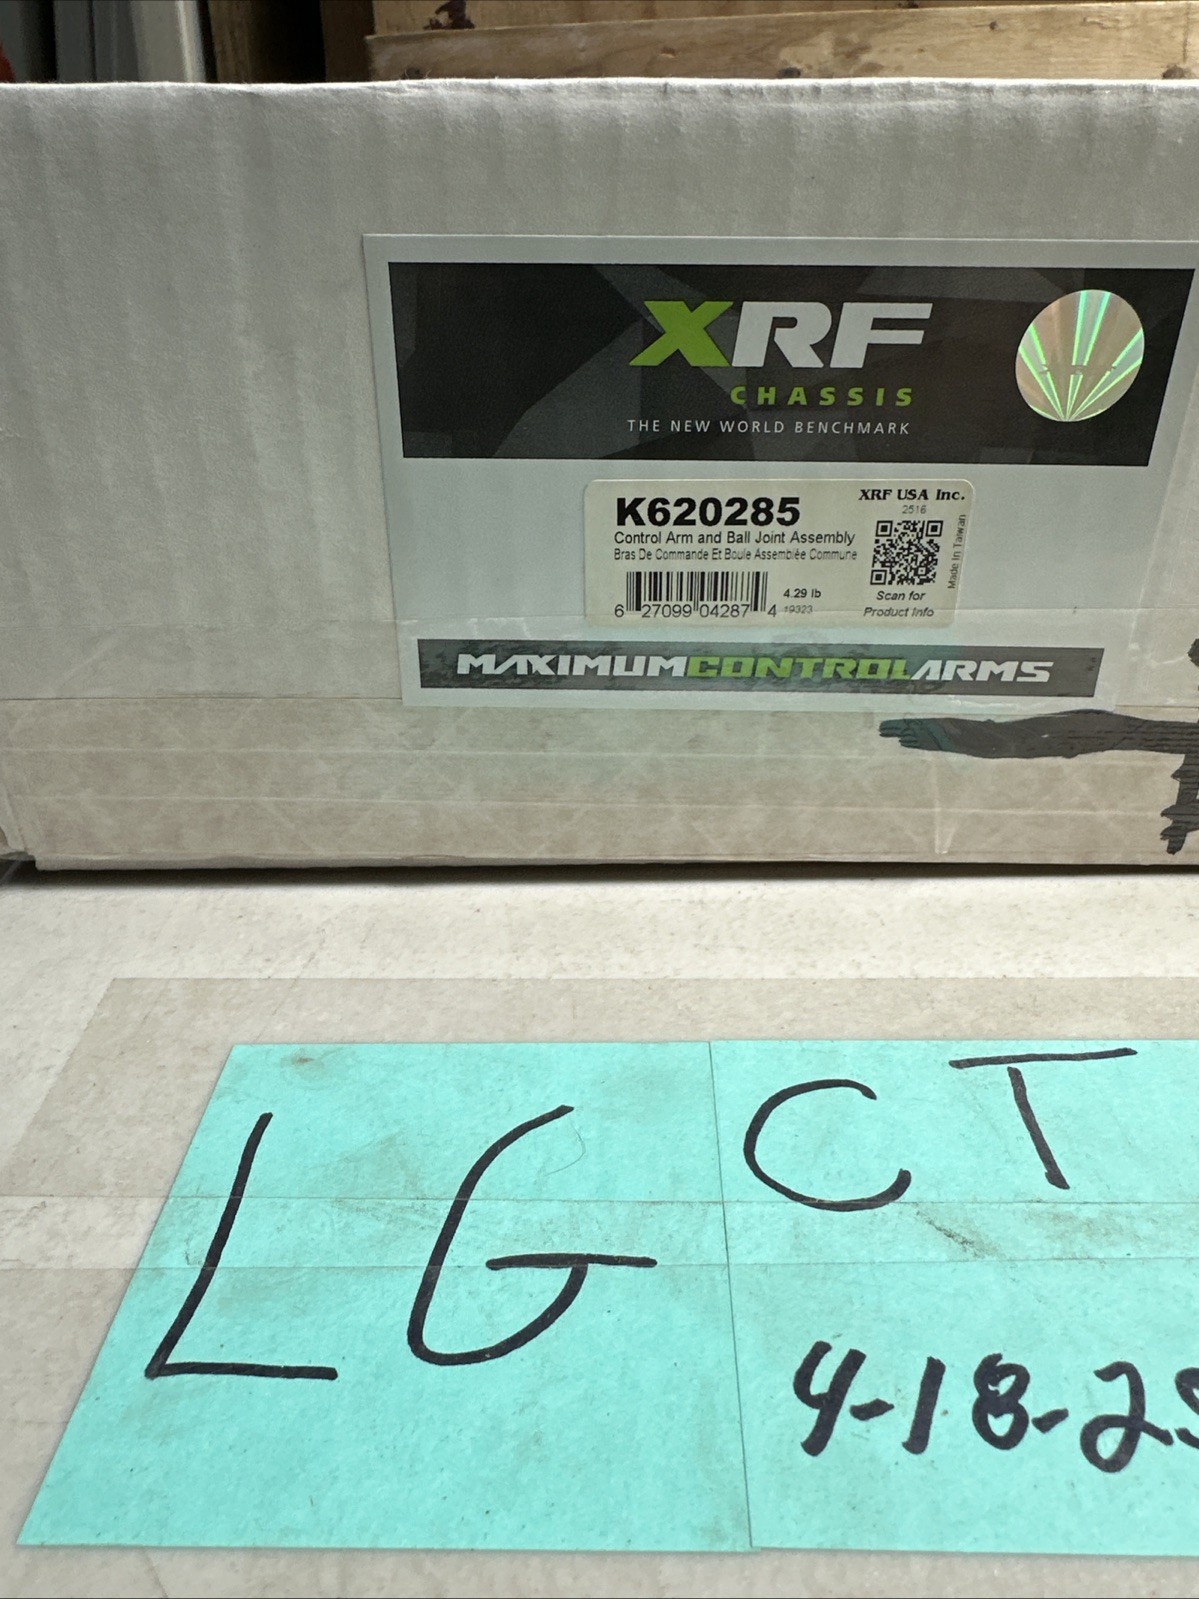 XRF
CHASSIS
THE NEW WORLD BENCHMARK
K620285
XRF USA Inc.
2516
Control Arm and Ball Joint Assembly
Bras De Commande Et Boule Assemblée Commune
Made In Taiwan
4.29 lb
6 27099 04287 4
19323
Scan for
Product Info
MAXIMUMCONTROLARMS
LG
CT
4-18-25